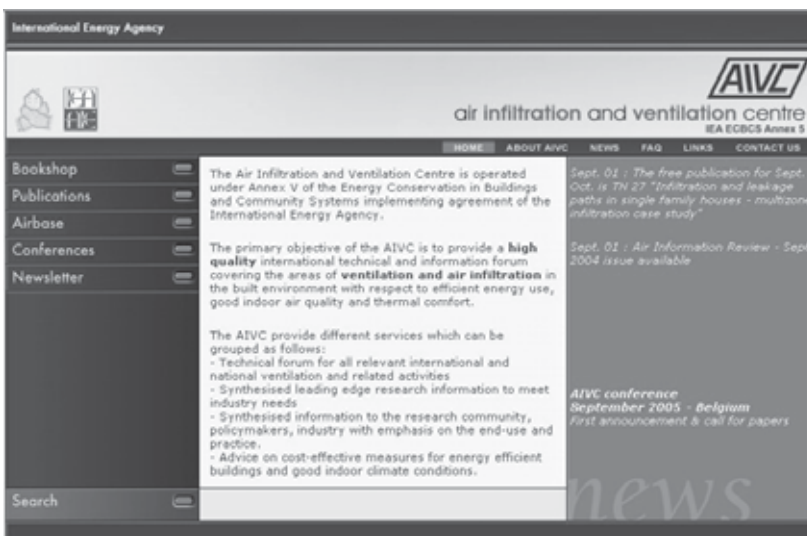 International Energy Agency
AIVC
air infiltration and ventilation centre
IEA ECBCS Annex 5
HOME ABOUT AIVC NEWS FAQ LINKS CONTACT US
Bookshop
Publications
Airbase
Conferences
Newsletter
Search
The Air Infiltration and Ventilation Centre is operated
under Annex V of the Energy Conservation in Buildings
and Community Systems implementing agreement of the
International Energy Agency.
The primary objective of the AIVC is to provide a high
quality international technical and information forum
covering the areas of ventilation and air infiltration in
the built environment with respect to efficient energy use,
good indoor air quality and thermal comfort.
The AIVC provide different services which can be
grouped as follows:
- Technical forum for all relevant international and
national ventilation and related activities
- Synthesised leading edge research information to meet
industry needs
- Synthesised information to the research community,
policymakers, industry with emphasis on the end-use and
practice.
- Advice on cost-effective measures for energy efficient
buildings and good indoor climate conditions.
Sept. 01 : The free publication for Sept.
Oct. is TN 27 "Infiltration and leakage
paths in single family houses - multizone
infiltration case study"
Sept. 01 : Air Information Review - Sept
2004 issue available
AIVC conference
September 2005 - Belgium
First announcement & call for papers
news